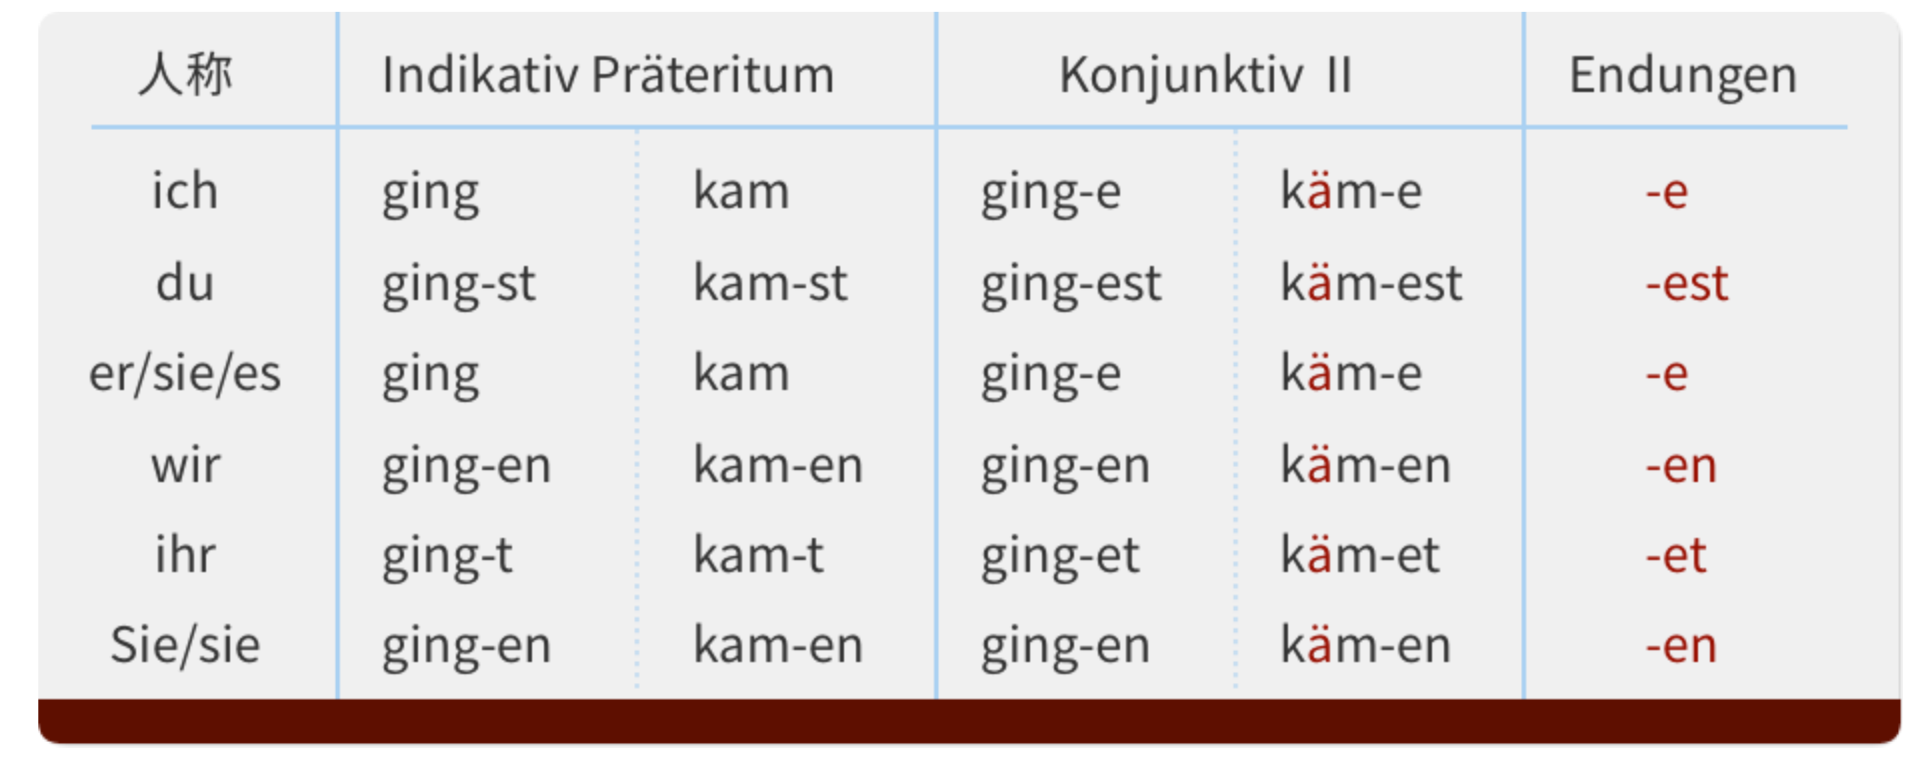 人称 Indikativ Präteritum Konjunktiv II Endungen
ich ging kam ging-e käm-e -e
du ging-st kam-st ging-est käm-est -est
er/sie/es ging kam ging-e käm-e -e
wir ging-en kam-en ging-en käm-en -en
ihr ging-t kam-t ging-et käm-et -et
Sie/sie ging-en kam-en ging-en käm-en -en